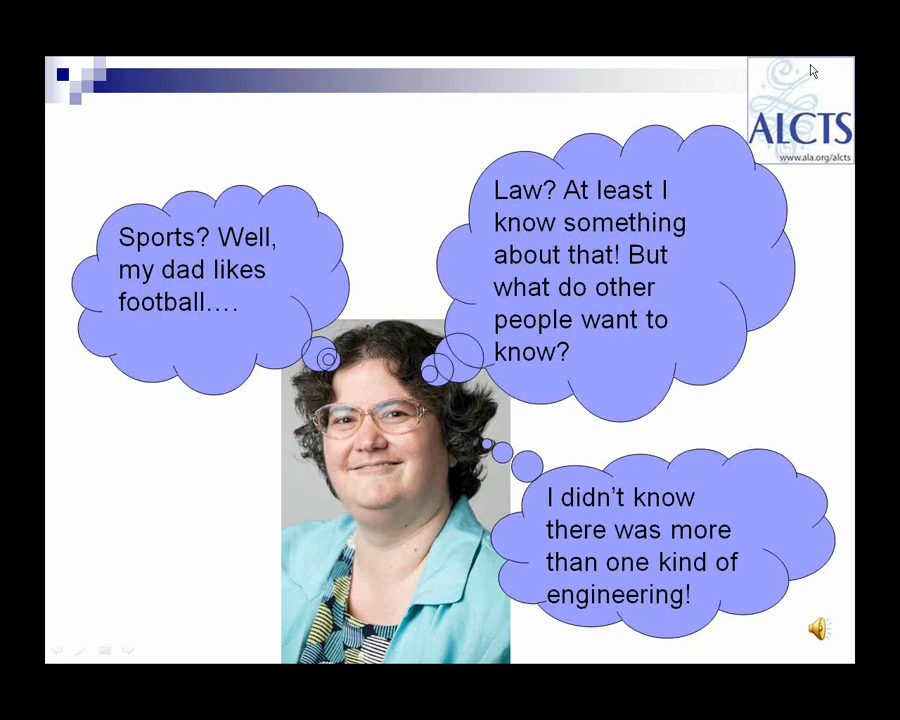 ALCTS
www.ala.org/alcts
Sports? Well,
my dad likes
football….
Law? At least I
know something
about that! But
what do other
people want to
know?
I didn’t know
there was more
than one kind of
engineering!